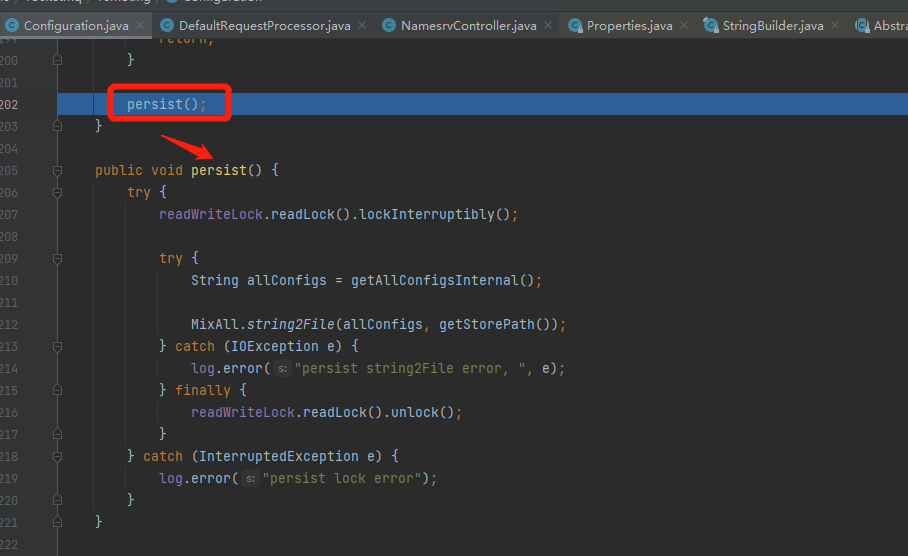 Configuration.java DefaultRequestProcessor.java NamesrvController.java Properties.java StringBuilder.java Abstra
return;
200 }
201
202 persist();
203 }
204
205 public void persist() {
206 try {
207 readWriteLock.readLock().lockInterruptibly();
208
209 try {
210 String allConfigs = getAllConfigsInternal();
211
212 MixAll.string2File(allConfigs, getStorePath());
213 } catch (IOException e) {
214 log.error( s: "persist string2File error, ", e);
215 } finally {
216 readWriteLock.readLock().unlock();
217 }
218 } catch (InterruptedException e) {
219 log.error( s: "persist lock error");
220 }
221 }
222